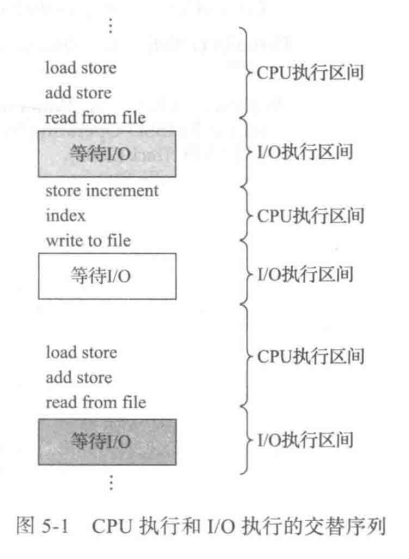 load store
add store
read from file
CPU执行区间
等待I/O
I/O执行区间
store increment
index
write to file
CPU执行区间
等待I/O
I/O执行区间
load store
add store
read from file
CPU执行区间
等待I/O
I/O执行区间
图 5-1 CPU 执行和 I/O 执行的交替序列